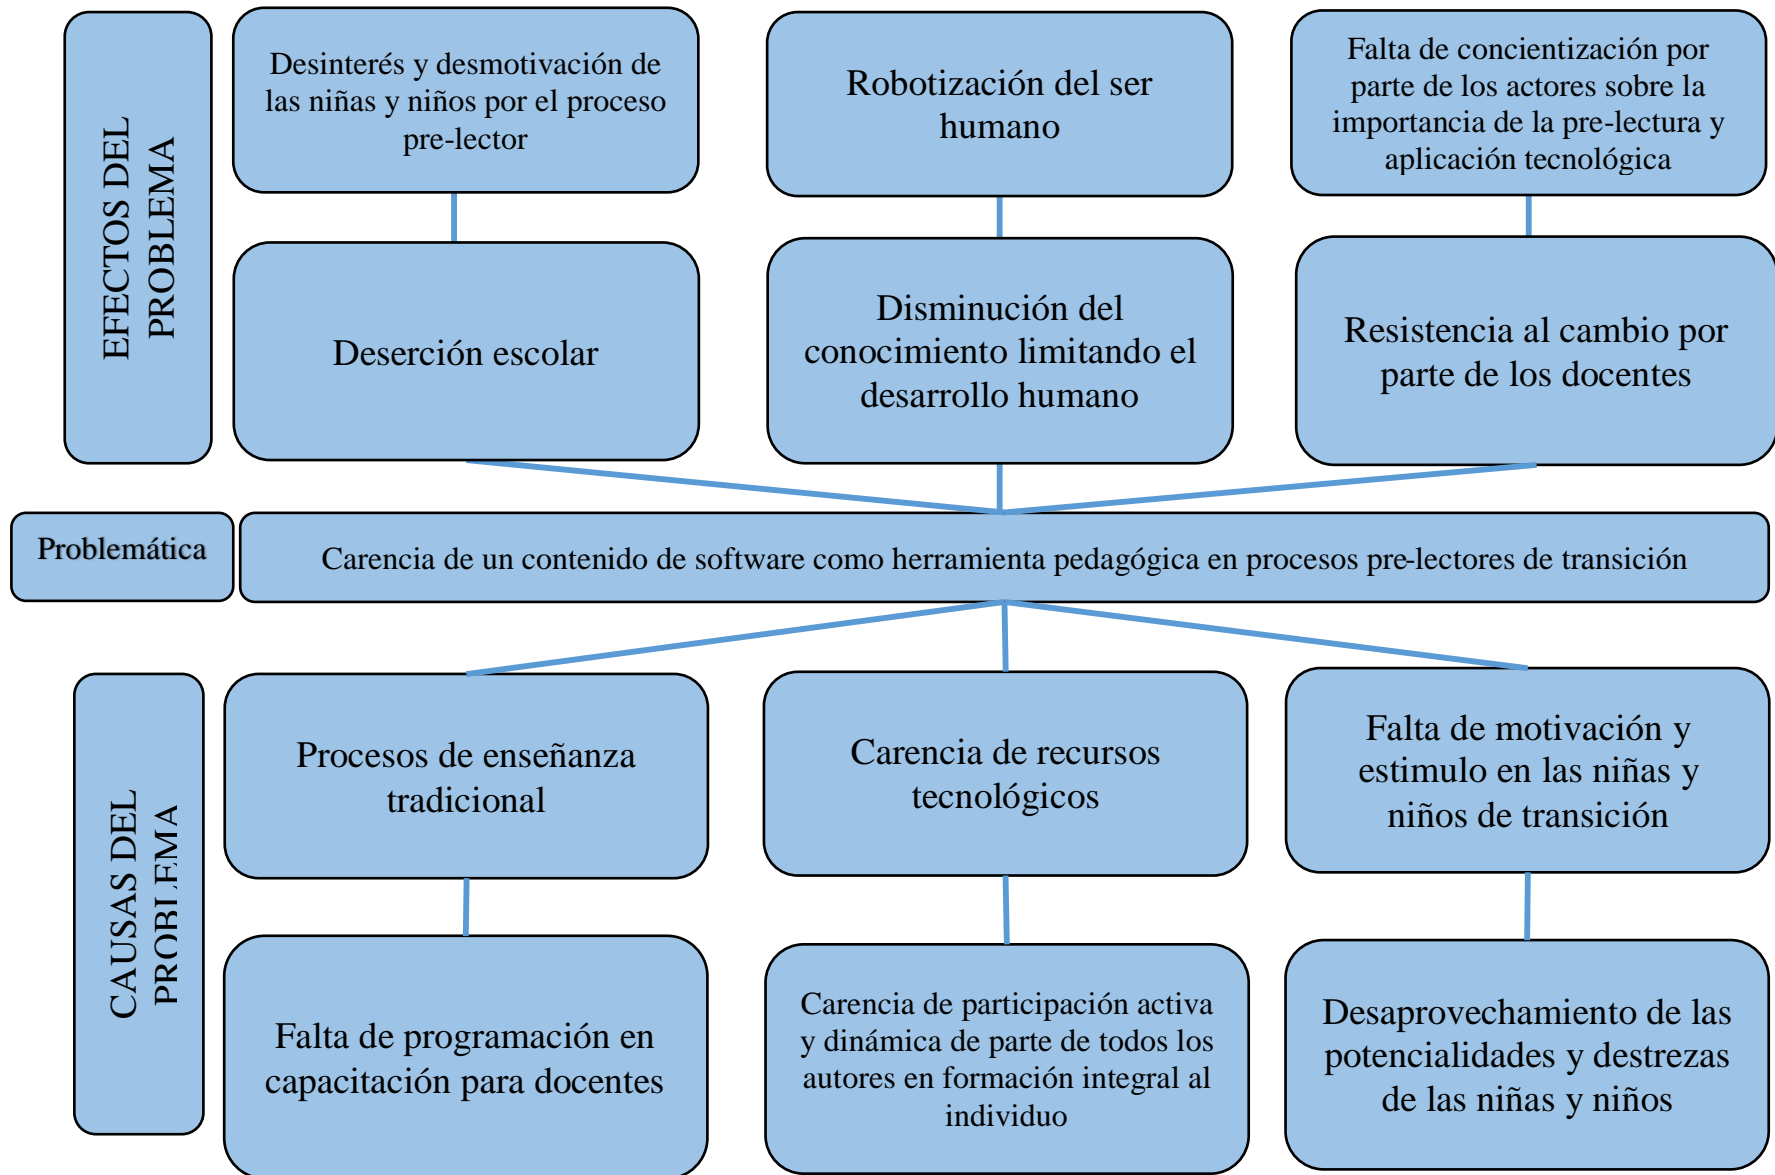 EFECTOS DEL
PROBLEMA
Desinterés y desmotivación de
las niñas y niños por el proceso
pre-lector
Robotización del ser
humano
Falta de concientización por
parte de los actores sobre la
importancia de la pre-lectura y
aplicación tecnológica
Deserción escolar
Disminución del
conocimiento limitando el
desarrollo humano
Resistencia al cambio por
parte de los docentes
Problemática
Carencia de un contenido de software como herramienta pedagógica en procesos pre-lectores de transición
CAUSAS DEL
PROBLEMA
Procesos de enseñanza
tradicional
Carencia de recursos
tecnológicos
Falta de motivación y
estimulo en las niñas y
niños de transición
Falta de programación en
capacitación para docentes
Carencia de participación activa
y dinámica de parte de todos los
autores en formación integral al
individuo
Desaprovechamiento de las
potencialidades y destrezas
de las niñas y niños